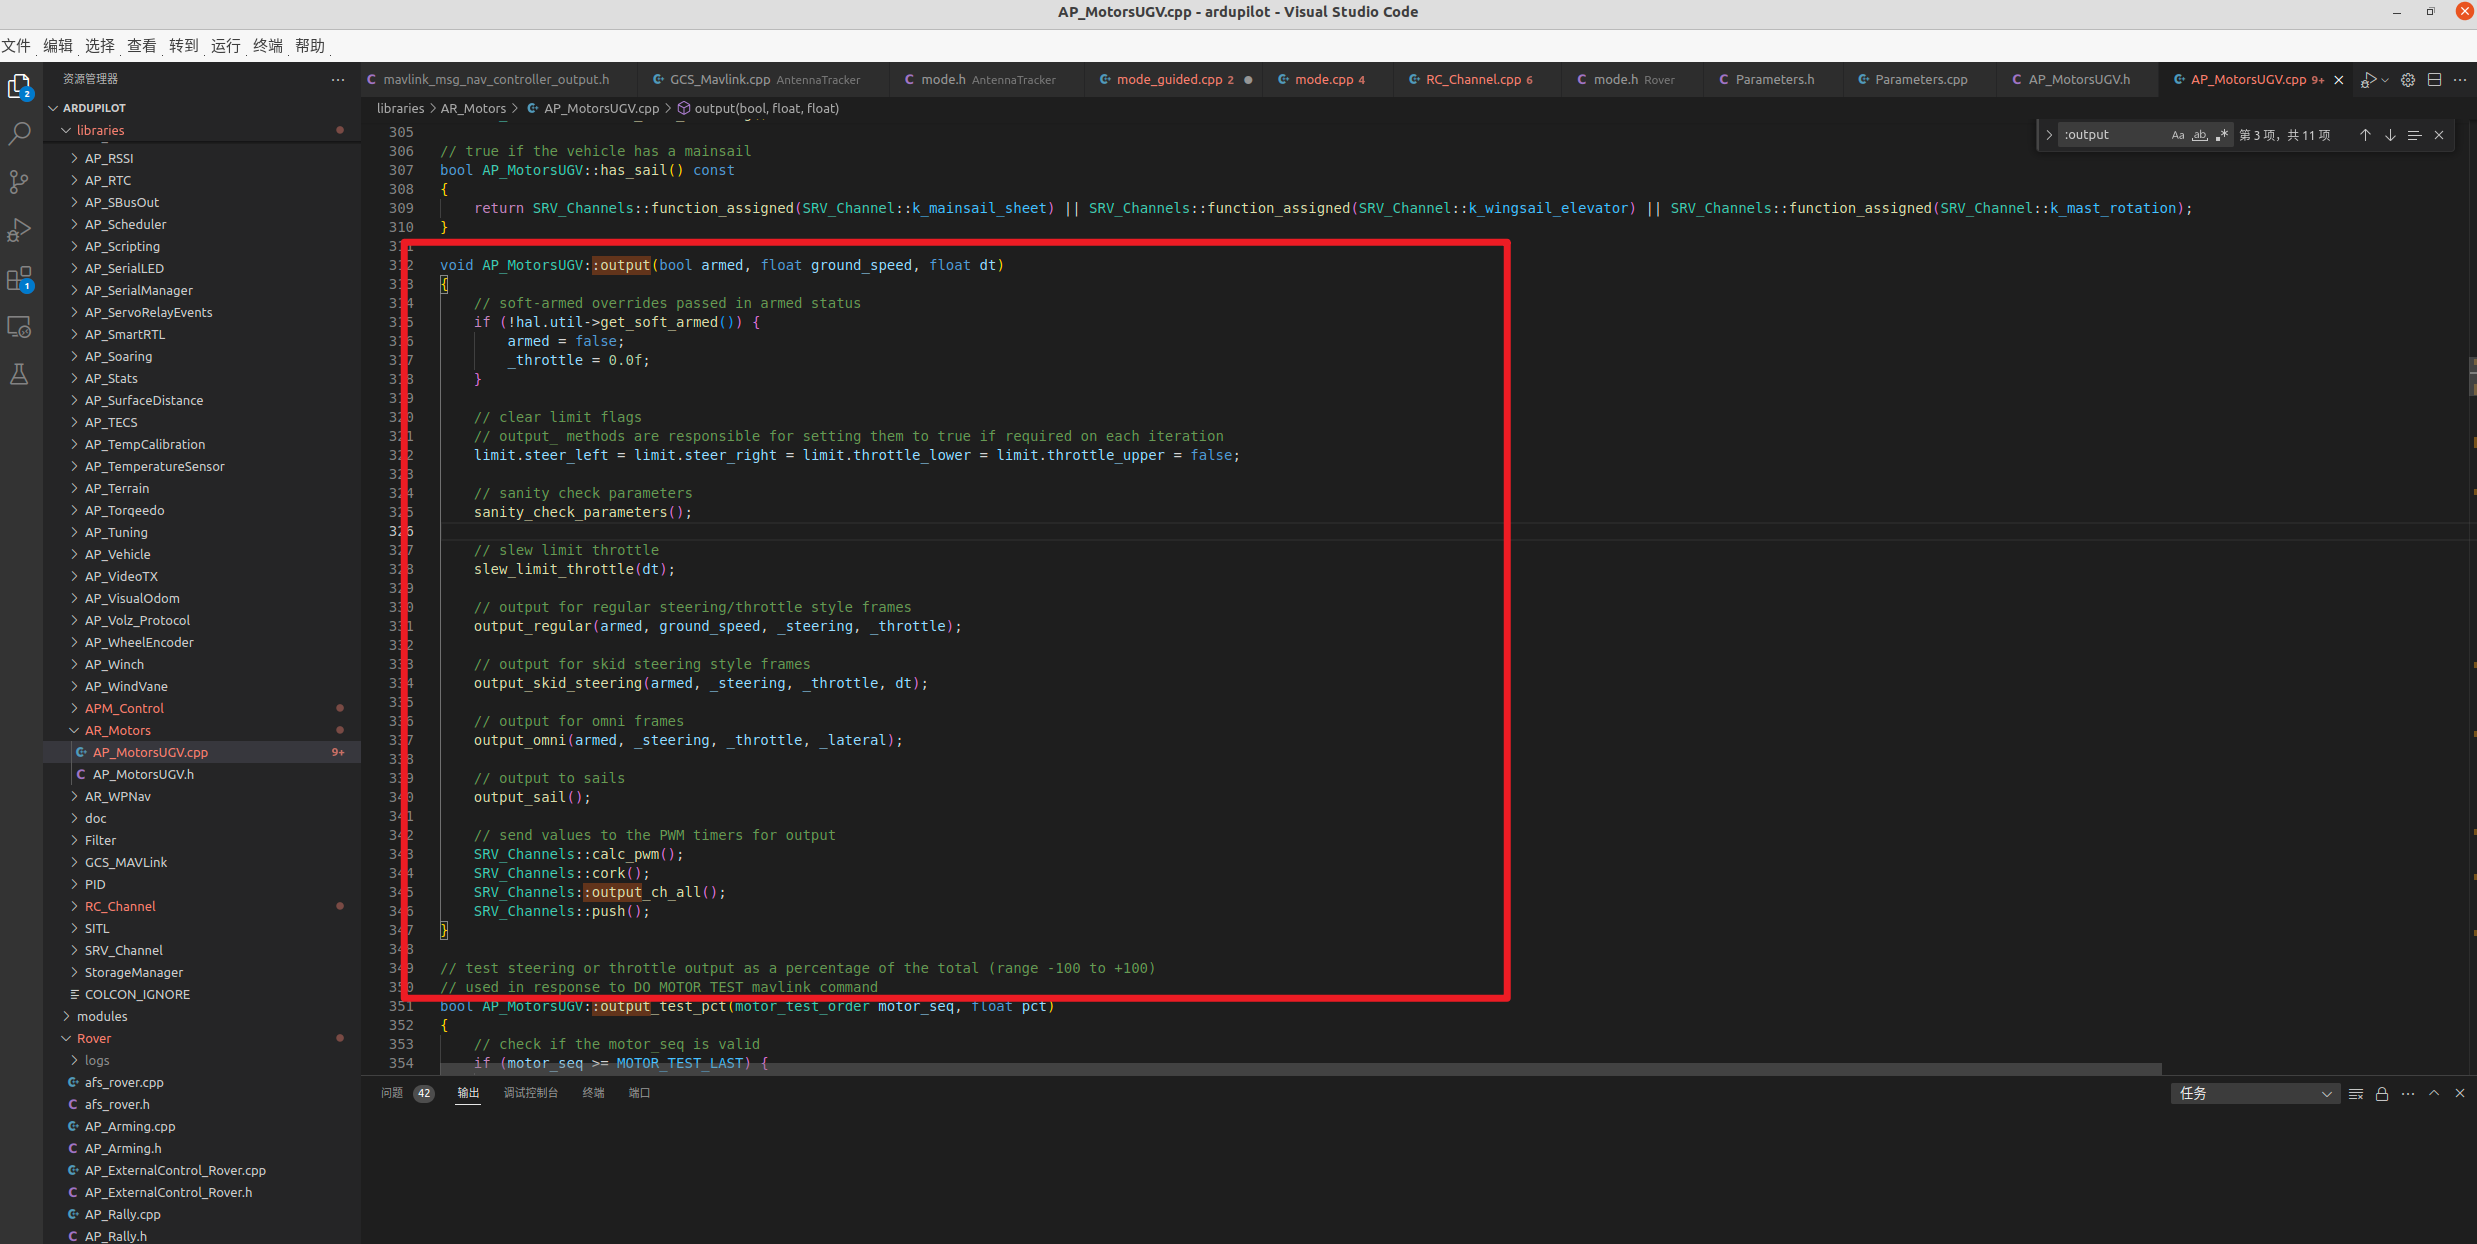 AP_MotorsUGV.cpp - ardupilot - Visual Studio Code
文件 编辑 选择 查看 转到 运行 终端 帮助
资源管理器
mavlink_msg_nav_controller_output.h GCS_Mavlink.cpp AntennaTracker mode.h AntennaTracker mode_guided.cpp 2 mode.cpp 4 RC_Channel.cpp 6 mode.h Rover Parameters.h Parameters.cpp AP_MotorsUGV.h AP_MotorsUGV.cpp 9+
libraries > AR_Motors > AP_MotorsUGV.cpp > output(bool, float, float)
:output Aa ab 第 3 项, 共 11 项
2
1
ARDUPILOT
libraries
AP_RSSI
AP_RTC
AP_SBusOut
AP_Scheduler
AP_Scripting
AP_SerialLED
AP_SerialManager
AP_ServoRelayEvents
AP_SmartRTL
AP_Soaring
AP_Stats
AP_SurfaceDistance
AP_TECS
AP_TempCalibration
AP_TemperatureSensor
AP_Terrain
AP_Torqeedo
AP_Tuning
AP_Vehicle
AP_VideoTX
AP_VisualOdom
AP_Volz_Protocol
AP_WheelEncoder
AP_Winch
AP_WindVane
APM_Control
AR_Motors
AP_MotorsUGV.cpp 9+
AP_MotorsUGV.h
AR_WPNav
doc
Filter
GCS_MAVLink
PID
RC_Channel
SITL
SRV_Channel
StorageManager
COLCON_IGNORE
modules
Rover
logs
afs_rover.cpp
afs_rover.h
AP_Arming.cpp
AP_Arming.h
AP_ExternalControl_Rover.cpp
AP_ExternalControl_Rover.h
AP_Rally.cpp
AP_Rally.h
305
306 // true if the vehicle has a mainsail
307 bool AP_MotorsUGV::has_sail() const
308 {
309 return SRV_Channels::function_assigned(SRV_Channel::k_mainsail_sheet) || SRV_Channels::function_assigned(SRV_Channel::k_wingsail_elevator) || SRV_Channels::function_assigned(SRV_Channel::k_mast_rotation);
310 }
311
312 void AP_MotorsUGV::output(bool armed, float ground_speed, float dt)
313 {
314 // soft-armed overrides passed in armed status
315 if (!hal.util->get_soft_armed()) {
316 armed = false;
317 _throttle = 0.0f;
318 }
319
320 // clear limit flags
321 // output_ methods are responsible for setting them to true if required on each iteration
322 limit.steer_left = limit.steer_right = limit.throttle_lower = limit.throttle_upper = false;
323
324 // sanity check parameters
325 sanity_check_parameters();
326
327 // slew limit throttle
328 slew_limit_throttle(dt);
329
330 // output for regular steering/throttle style frames
331 output_regular(armed, ground_speed, _steering, _throttle);
332
333 // output for skid steering style frames
334 output_skid_steering(armed, _steering, _throttle, dt);
335
336 // output for omni frames
337 output_omni(armed, _steering, _throttle, _lateral);
338
339 // output to sails
340 output_sail();
341
342 // send values to the PWM timers for output
343 SRV_Channels::calc_pwm();
344 SRV_Channels::cork();
345 SRV_Channels::output_ch_all();
346 SRV_Channels::push();
347 }
348
349 // test steering or throttle output as a percentage of the total (range -100 to +100)
350 // used in response to DO MOTOR TEST mavlink command
351 bool AP_MotorsUGV::output_test_pct(motor_test_order motor_seq, float pct)
352 {
353 // check if the motor_seq is valid
354 if (motor_seq >= MOTOR_TEST_LAST) {
问题 42 输出 调试控制台 终端 端口
任务